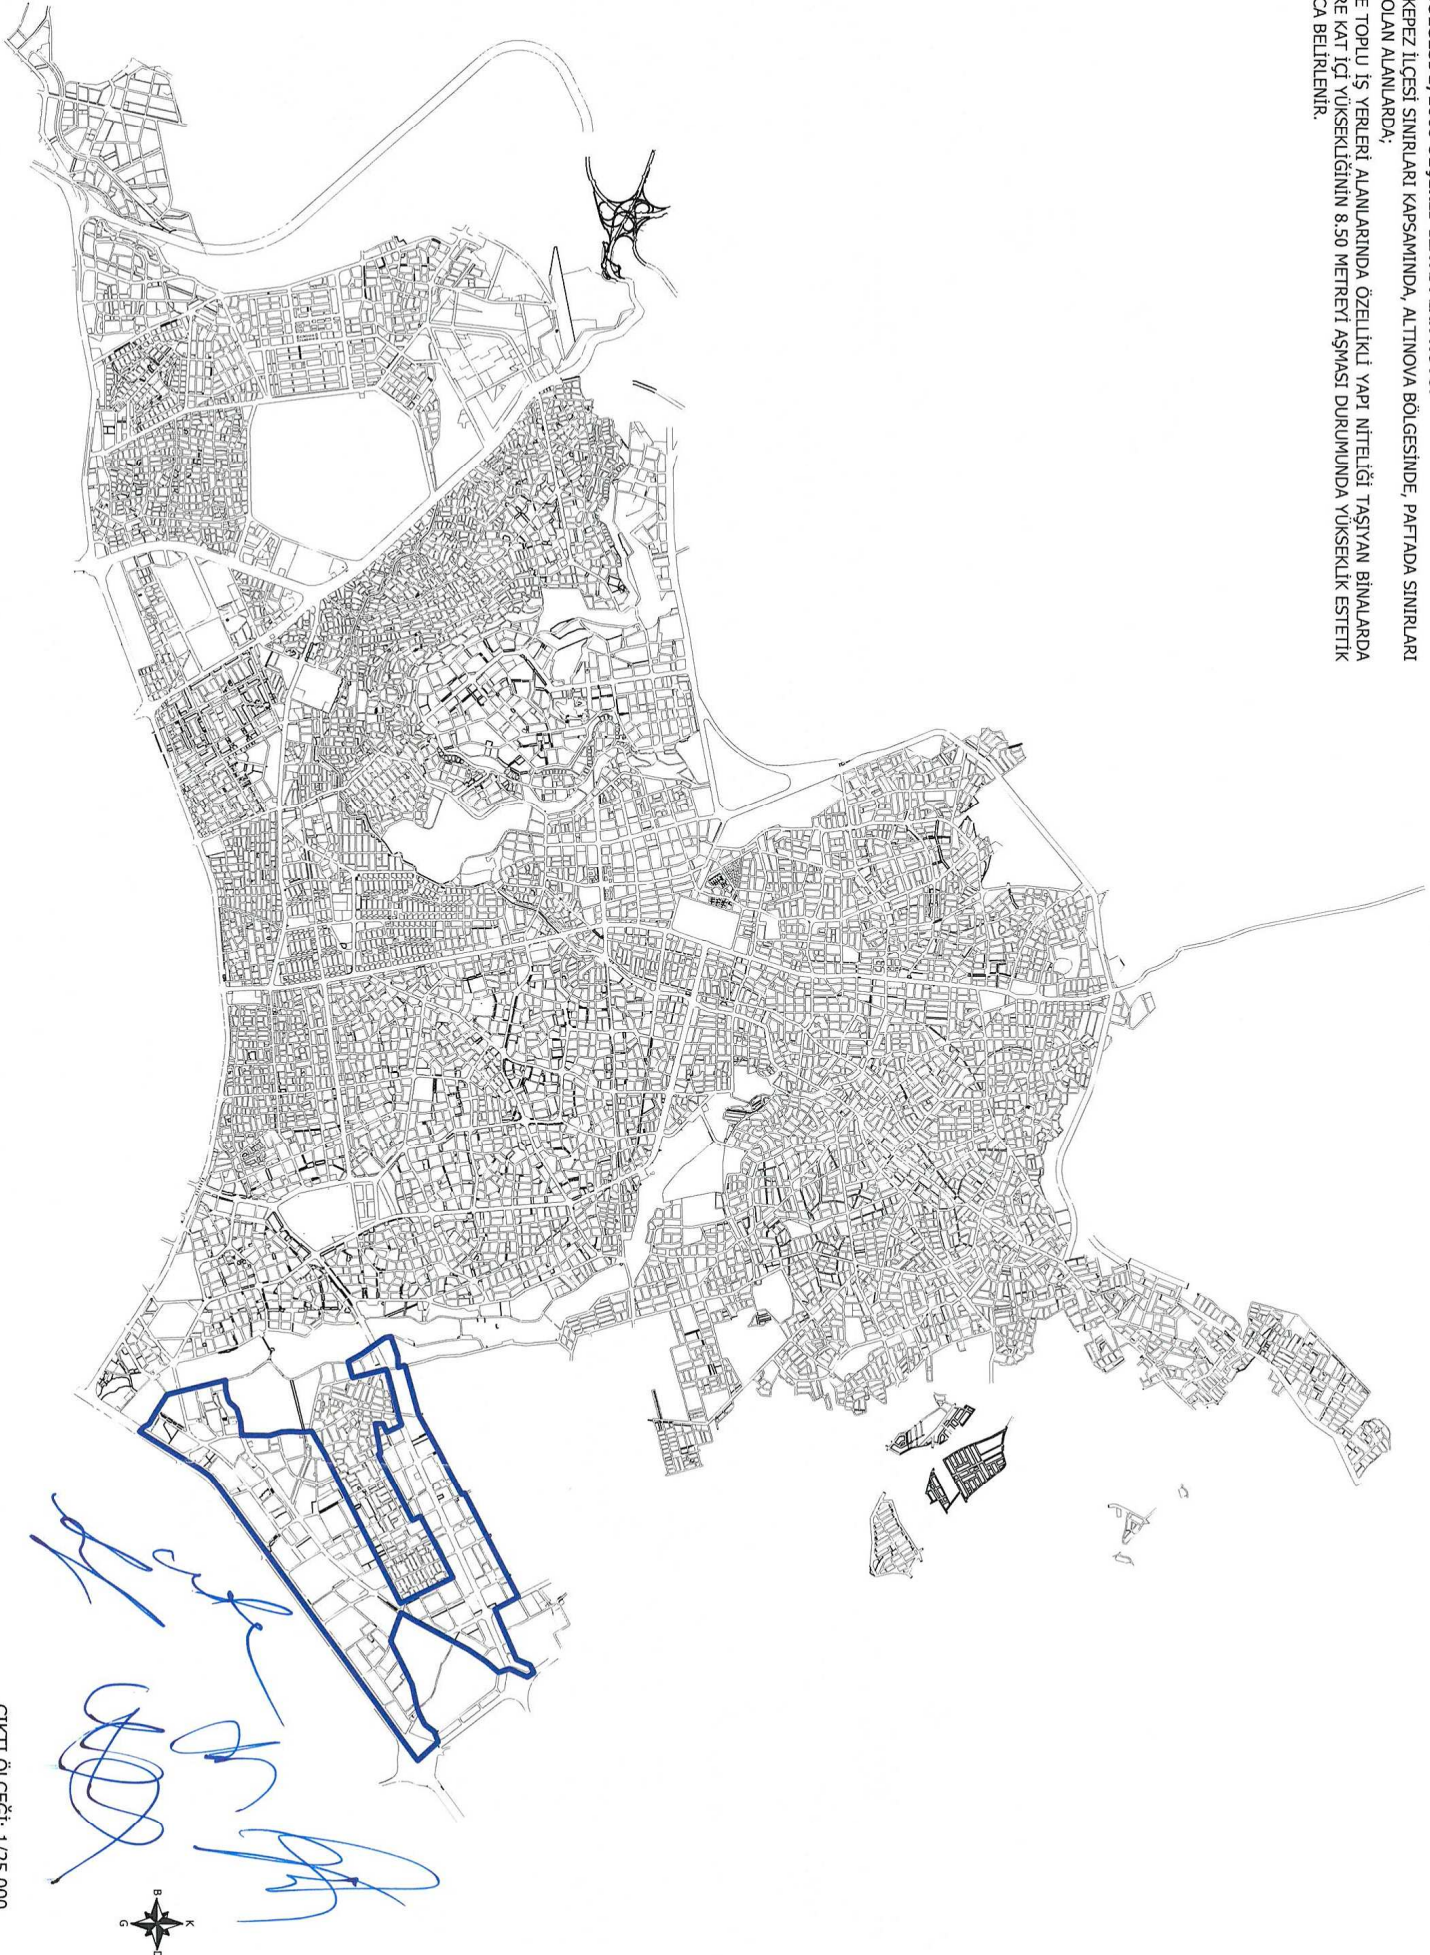 KEPEZ İLÇESİ SINIRLARI KAPSAMINDA, ALTINOVA BÖLGESİNDE, PAFTADA SINIRLARI
OLAN ALANLARDA;
E TOPLU İŞ YERLERİ ALANLARINDA ÖZELLİKLİ YAPI NİTELİĞİ TAŞIYAN BİNALARDA
RE KAT İÇİ YÜKSEKLİĞİNİN 8.50 METREYİ AŞMASI DURUMUNDA YÜKSEKLİK ESTETİK
CA BELİRLENİR.
ÇIKTI ÖLÇEĞİ: 1/25.000
B
K
G
D